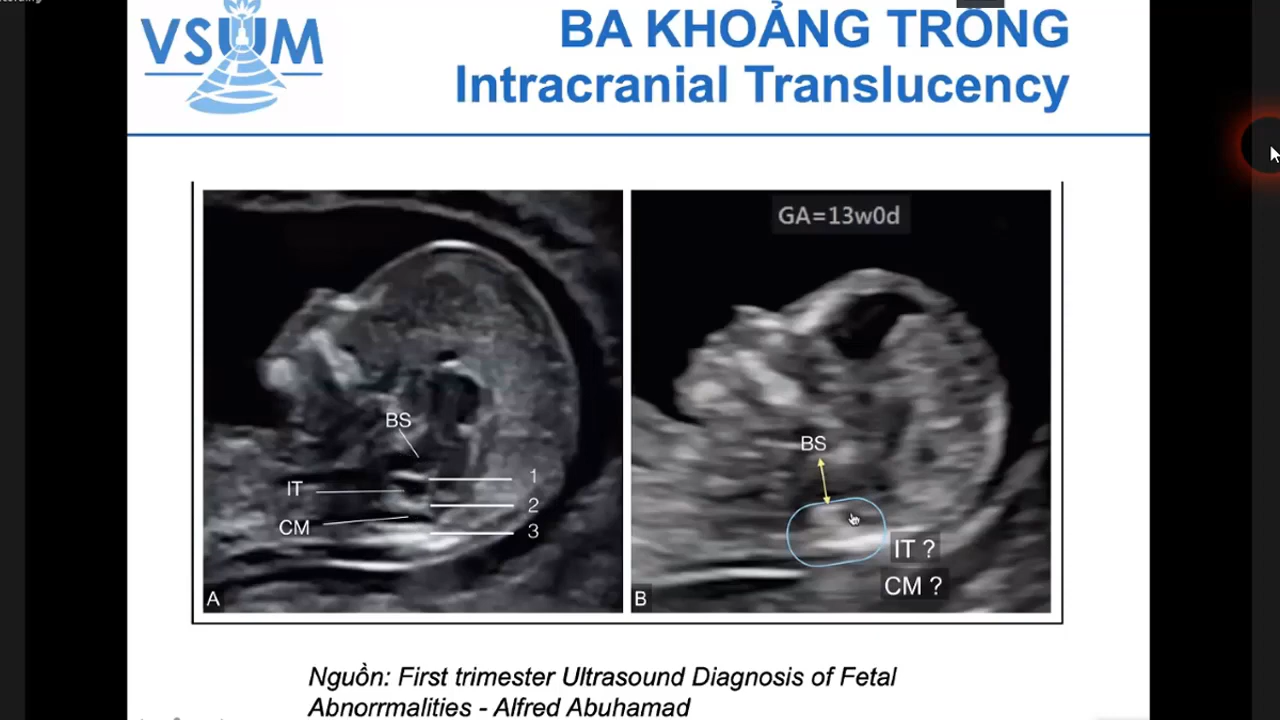 VSUM
BA KHOẢNG TRỐNG
Intracranial Translucency
GA=13w0d
BS
IT
CM
1
2
3
A
BS
IT ?
CM ?
B
Nguồn: First trimester Ultrasound Diagnosis of Fetal
Abnorrmalities - Alfred Abuhamad